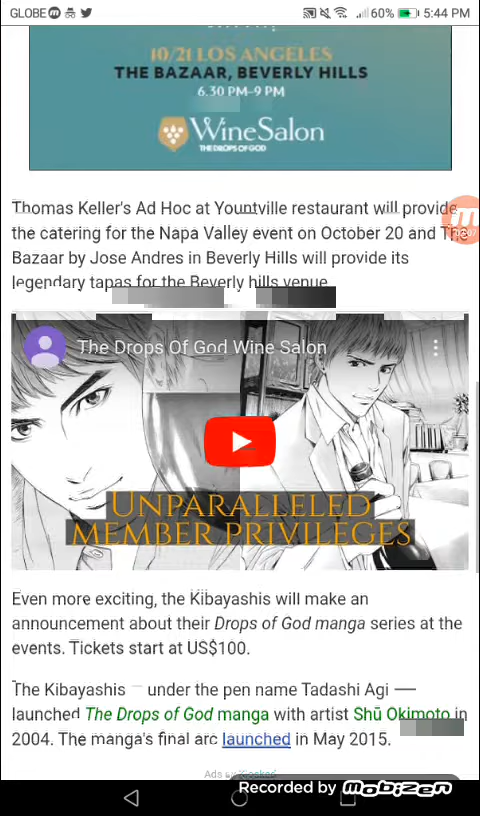 GLOBE 60% 5:44 PM
10/21 LOS ANGELES
THE BAZAAR, BEVERLY HILLS
6.30 PM-9 PM
WineSalon
THE DROPS OF GOD
Thomas Keller's Ad Hoc at Yountville restaurant will provide
the catering for the Napa Valley event on October 20 and The
Bazaar by Jose Andres in Beverly Hills will provide its
legendary tapas for the Beverly hills venue.
The Drops Of God Wine Salon
UNPARALLELED
MEMBER PRIVILEGES
Even more exciting, the Kibayashis will make an
announcement about their Drops of God manga series at the
events. Tickets start at US$100.
The Kibayashis — under the pen name Tadashi Agi —
launched The Drops of God manga with artist Shū Okimoto in
2004. The manga's final arc launched in May 2015.
Ads by Kiosked
Recorded by mobizen